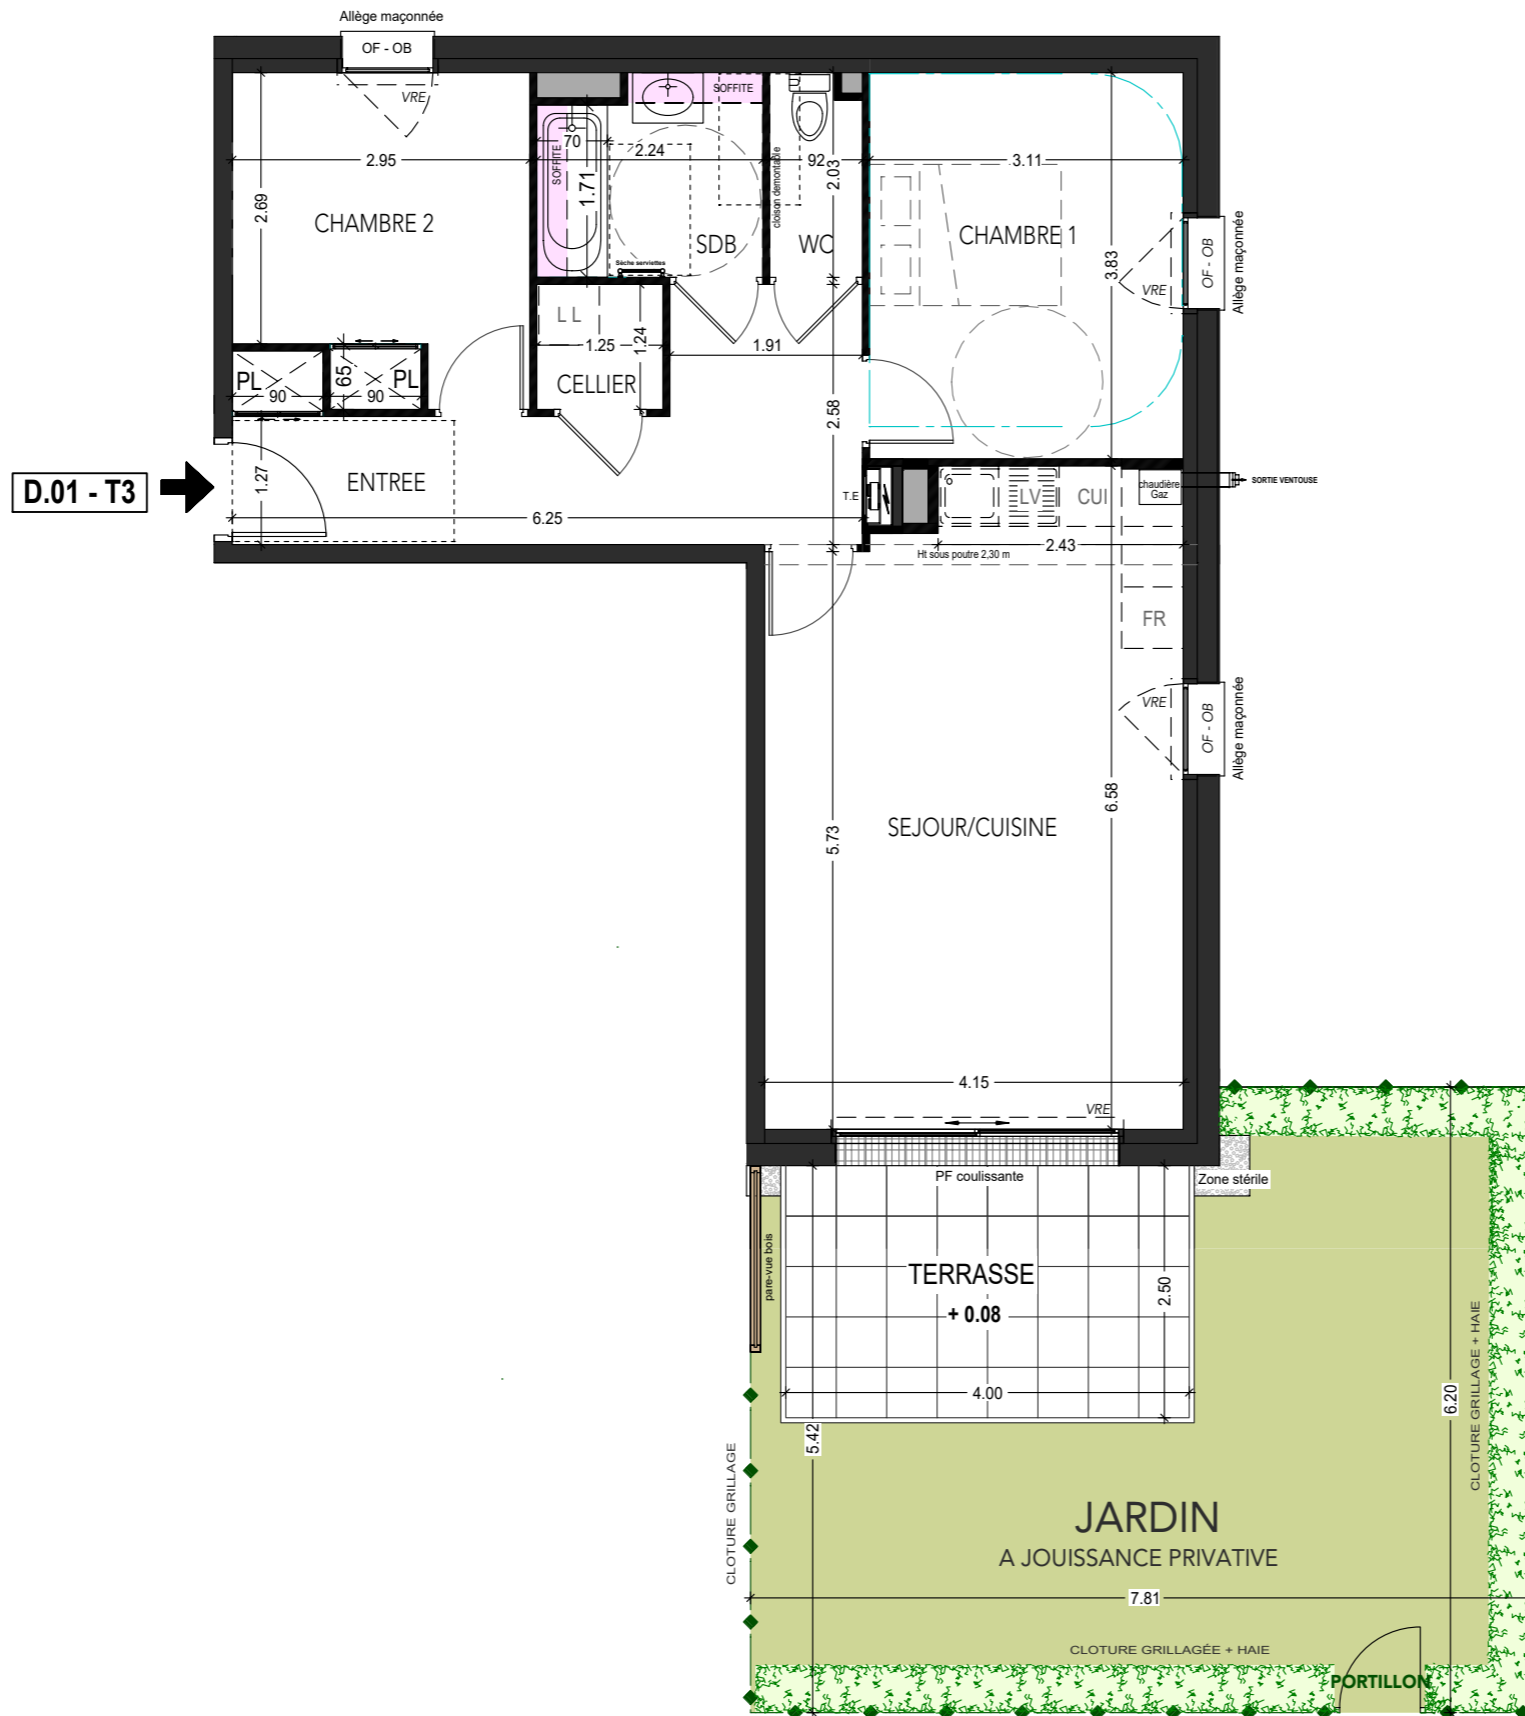 Allège maçonnée
OF - OB
VRE
SOFFITE
2.95
70
2.24
92
3.11
SOFFITE
1.71
cloison demontable
2.03
2.69
CHAMBRE 2
SDB
WC
CHAMBRE 1
3.83
VRE
OF - OB
Allège maçonnée
Sèche serviettes
L L
1.25
1.24
1.91
CELLIER
PL
90
65
PL
90
2.58
1.27
ENTREE
D.01 - T3
6.25
T.E
LV
CUI
chaudière
Gaz
SORTIE VENTOUSE
Ht sous poutre 2,30 m
2.43
FR
VRE
OF - OB
Allège maçonnée
6.58
5.73
SEJOUR/CUISINE
4.15
VRE
PF coulissante
Zone stérile
pare-vue bois
TERRASSE
+ 0.08
2.50
4.00
5.42
6.20
CLOTURE GRILLAGE + HAIE
CLOTURE GRILLAGE
JARDIN
A JOUISSANCE PRIVATIVE
7.81
CLOTURE GRILLAGÉE + HAIE
PORTILLON